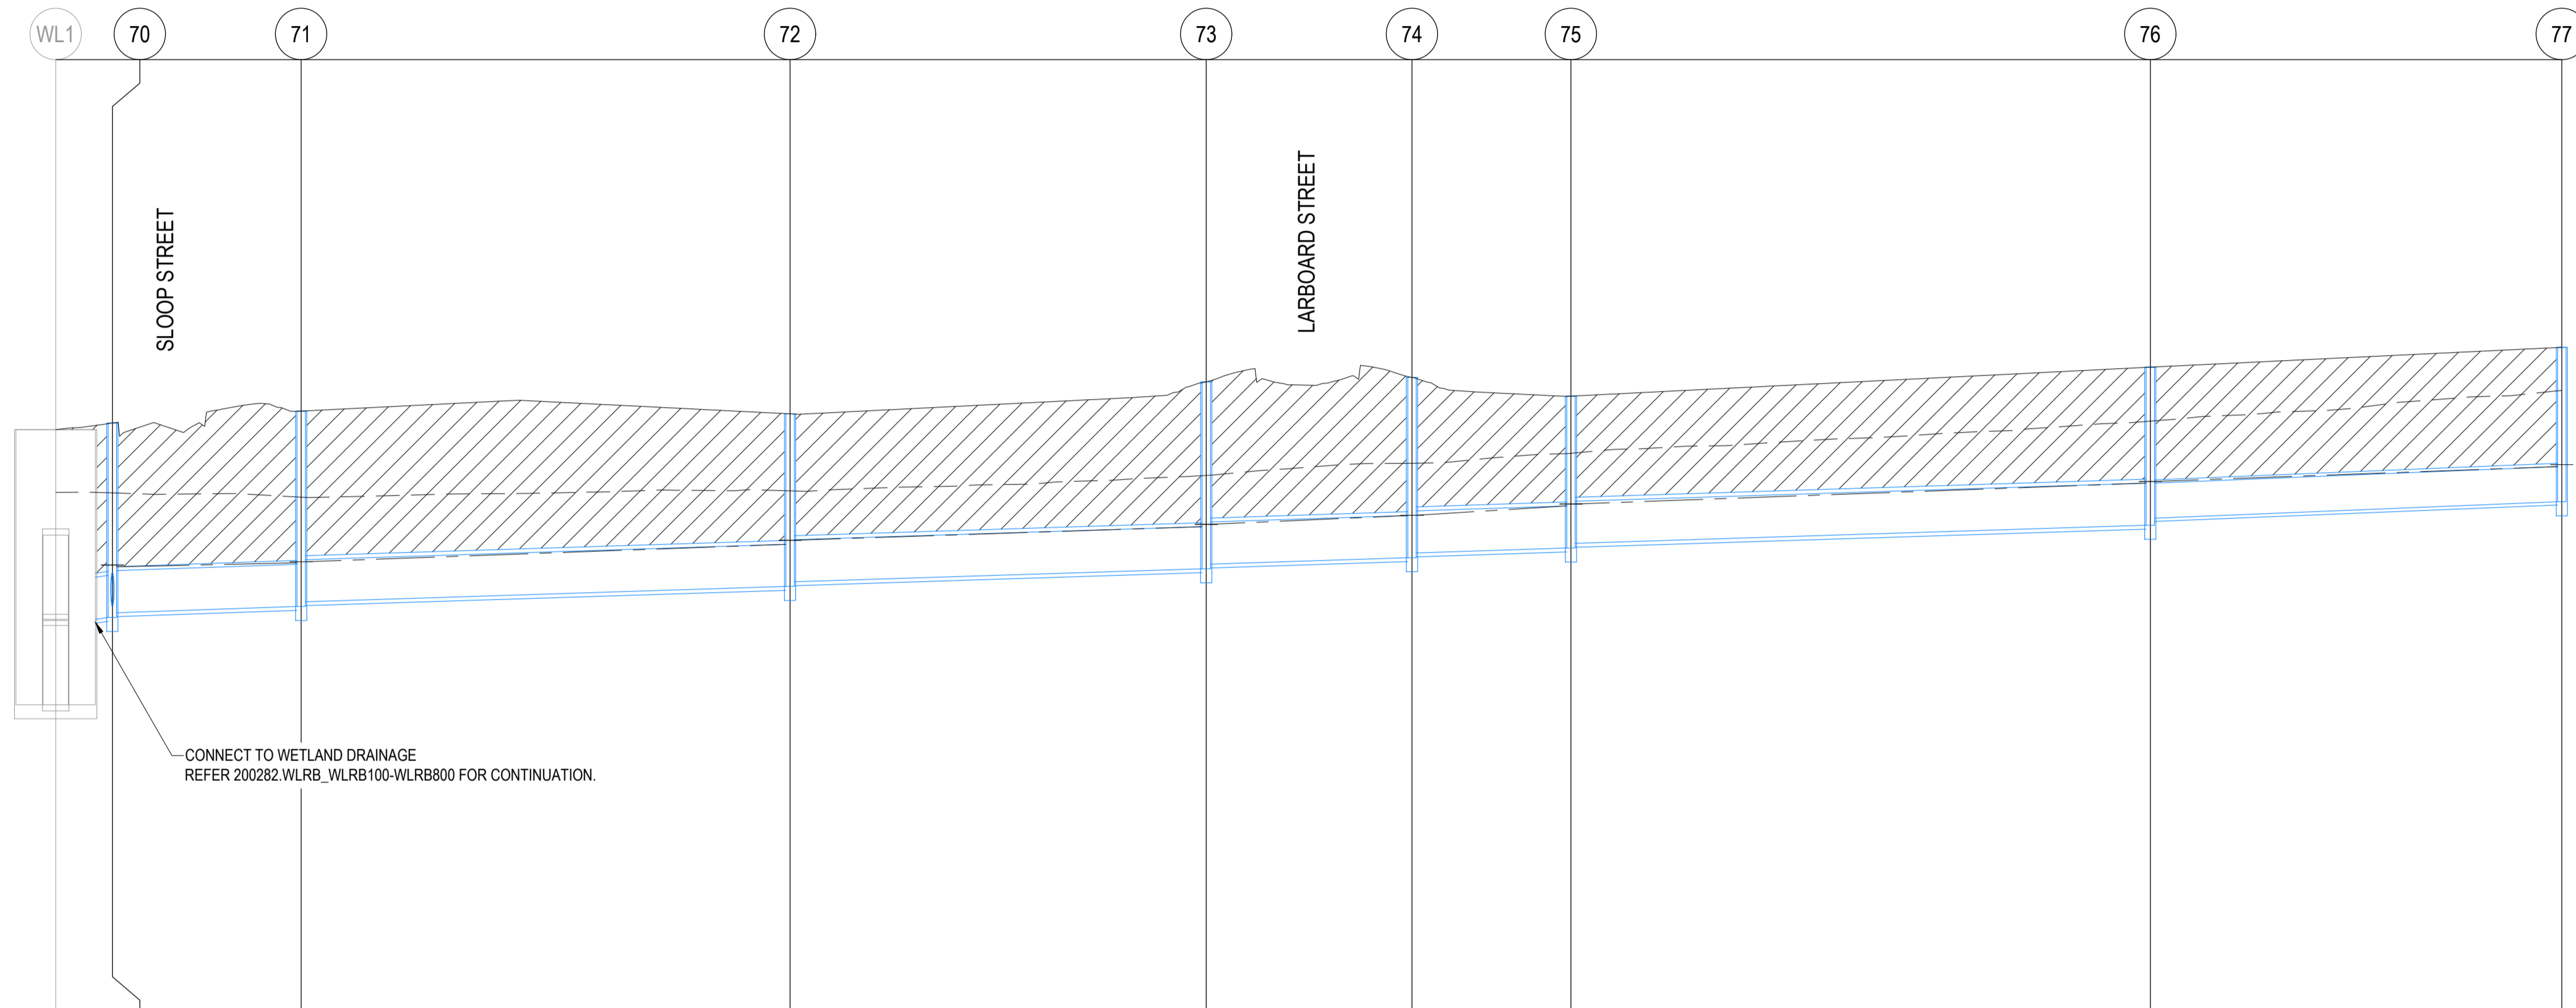 WL1
70
71
72
73
74
75
76
77
SLOOP STREET
LARBOARD STREET
CONNECT TO WETLAND DRAINAGE
REFER 200282.WLRB_WLRB100-WLRB800 FOR CONTINUATION.